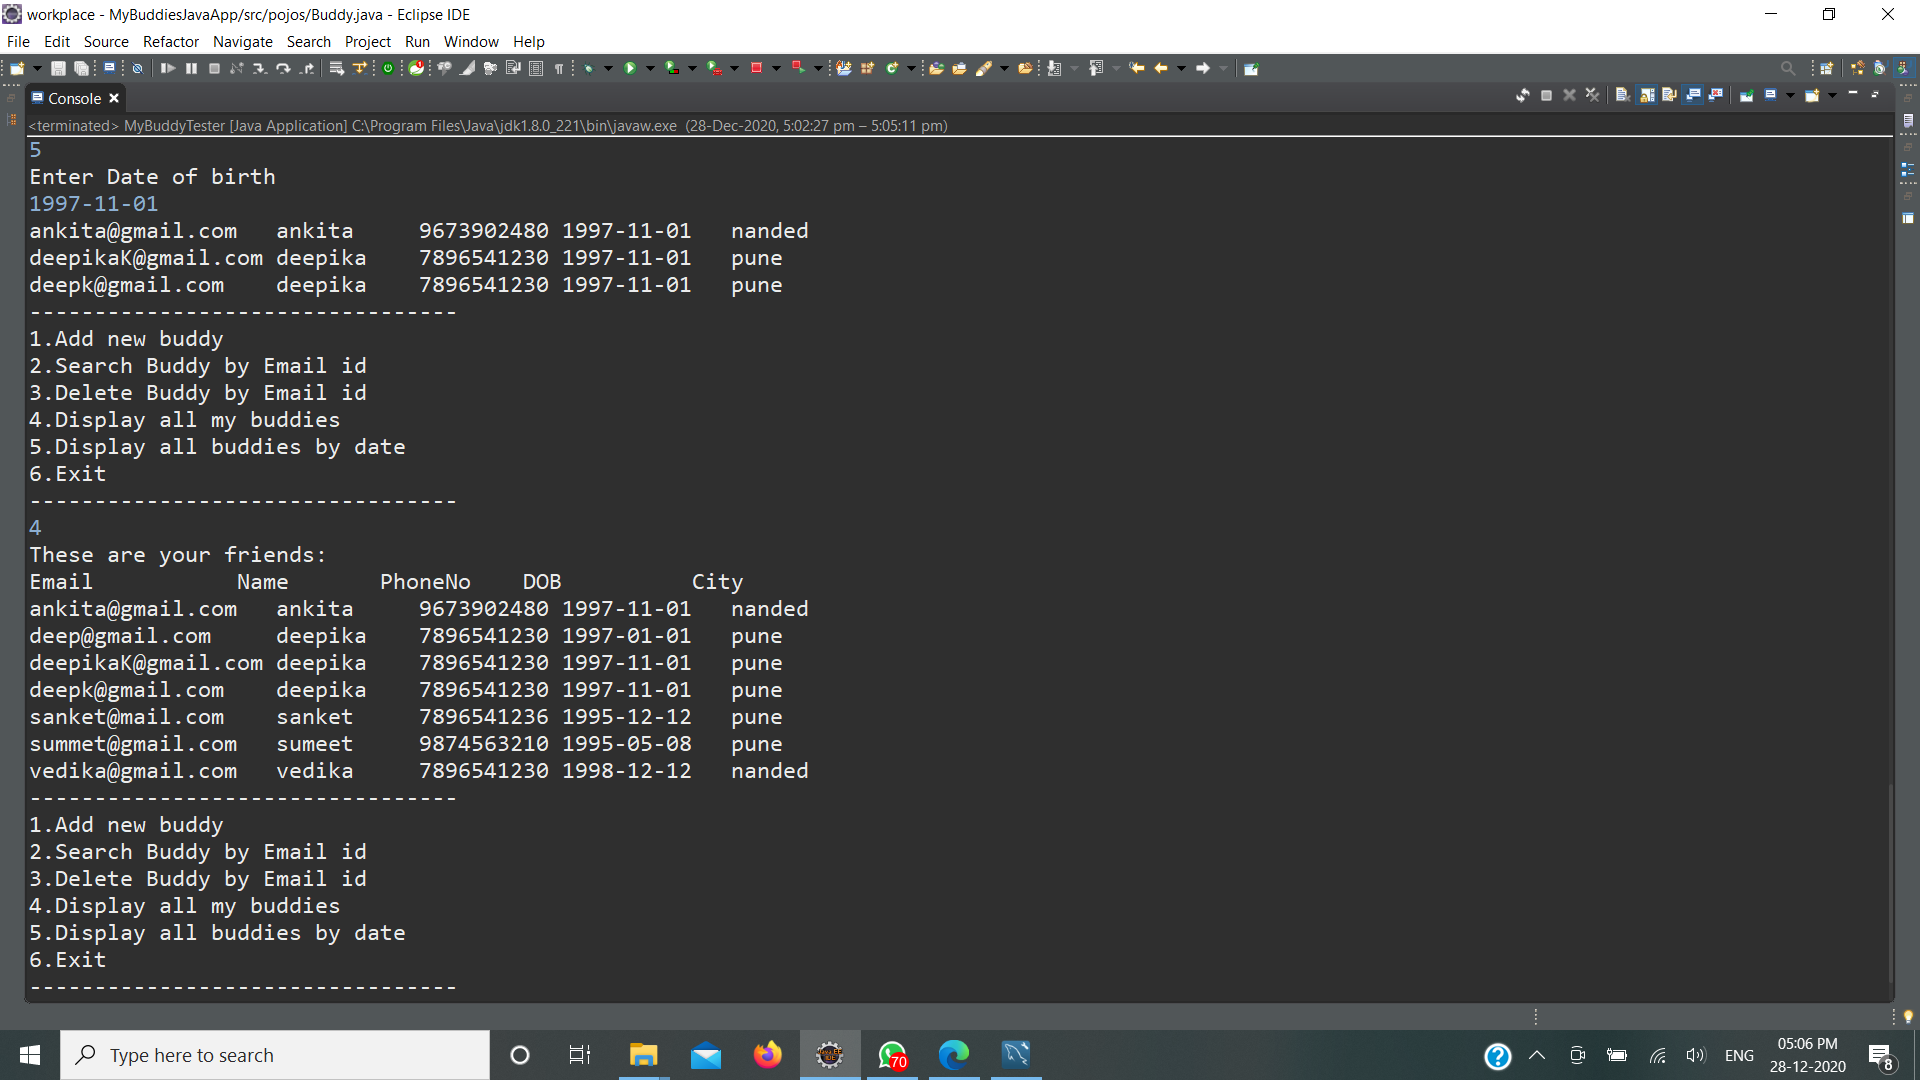 workplace - MyBuddiesJavaApp/src/pojos/Buddy.java - Eclipse IDE
File Edit Source Refactor Navigate Search Project Run Window Help
Console
<terminated> MyBuddyTester [Java Application] C:\Program Files\Java\jdk1.8.0_221\bin\javaw.exe (28-Dec-2020, 5:02:27 pm – 5:05:11 pm)
5
Enter Date of birth
1997-11-01
ankita@gmail.com   ankita     9673902480 1997-11-01   nanded
deepikaK@gmail.com deepika    7896541230 1997-11-01   pune
deepk@gmail.com    deepika    7896541230 1997-11-01   pune
---------------------------------
1.Add new buddy
2.Search Buddy by Email id
3.Delete Buddy by Email id
4.Display all my buddies
5.Display all buddies by date
6.Exit
---------------------------------
4
These are your friends:
Email           Name       PhoneNo    DOB          City
ankita@gmail.com   ankita     9673902480 1997-11-01   nanded
deep@gmail.com     deepika    7896541230 1997-01-01   pune
deepikaK@gmail.com deepika    7896541230 1997-11-01   pune
deepk@gmail.com    deepika    7896541230 1997-11-01   pune
sanket@mail.com    sanket     7896541236 1995-12-12   pune
summet@gmail.com   sumeet     9874563210 1995-05-08   pune
vedika@gmail.com   vedika     7896541230 1998-12-12   nanded
---------------------------------
1.Add new buddy
2.Search Buddy by Email id
3.Delete Buddy by Email id
4.Display all my buddies
5.Display all buddies by date
6.Exit
---------------------------------
Type here to search
70
ENG
05:06 PM
28-12-2020
8